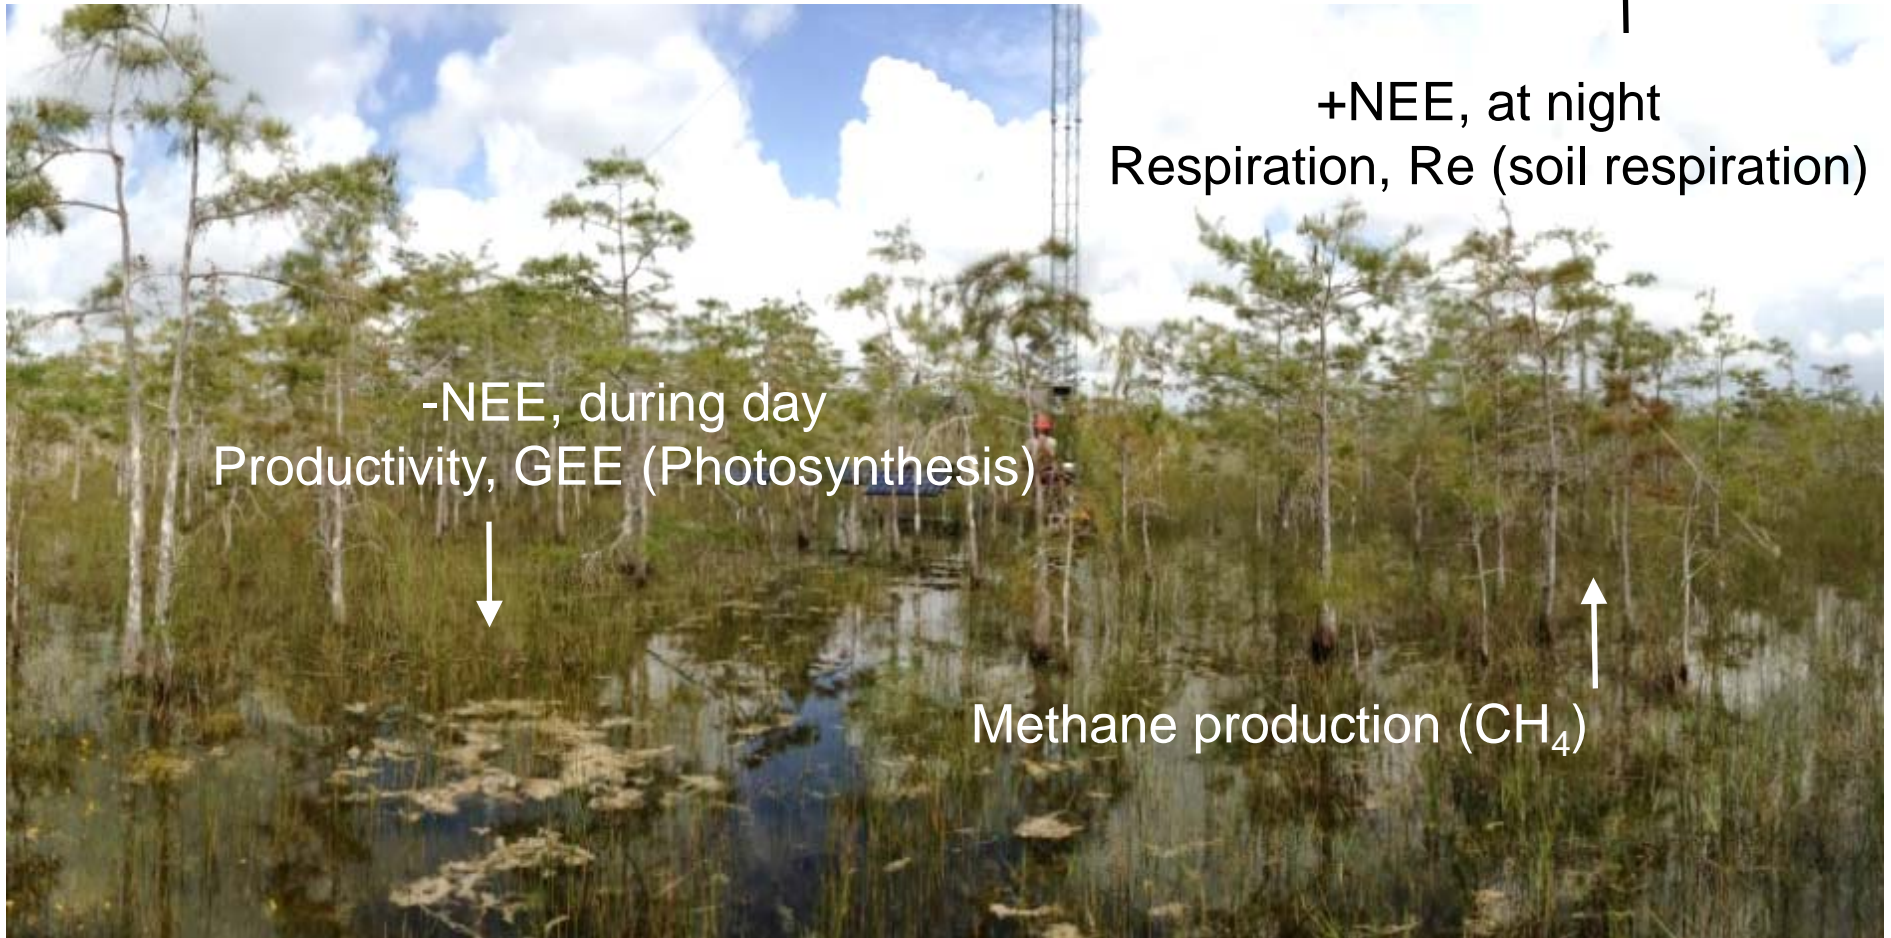 +NEE, at night
Respiration, Re (soil respiration)
-NEE, during day
Productivity, GEE (Photosynthesis)
Methane production (CH₄)